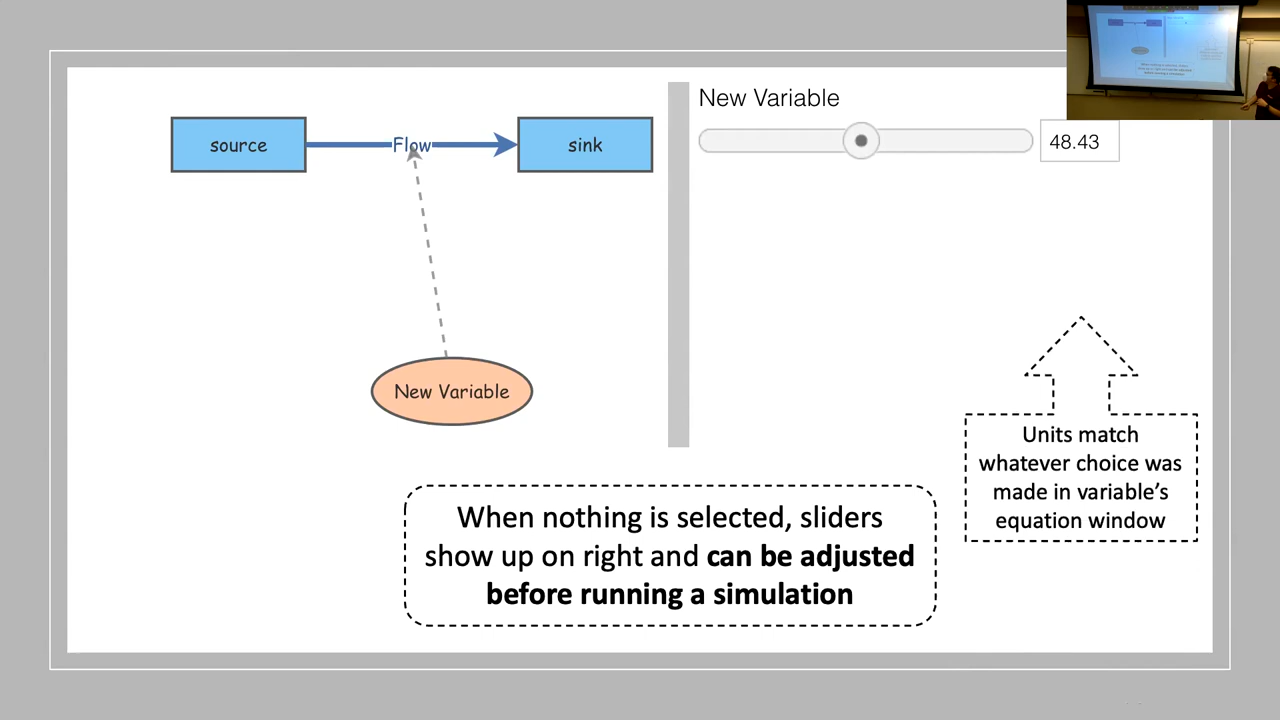 source
Flow
sink
New Variable
New Variable
48.43
Units match
whatever choice was
made in variable's
equation window
When nothing is selected, sliders
show up on right and can be adjusted
before running a simulation